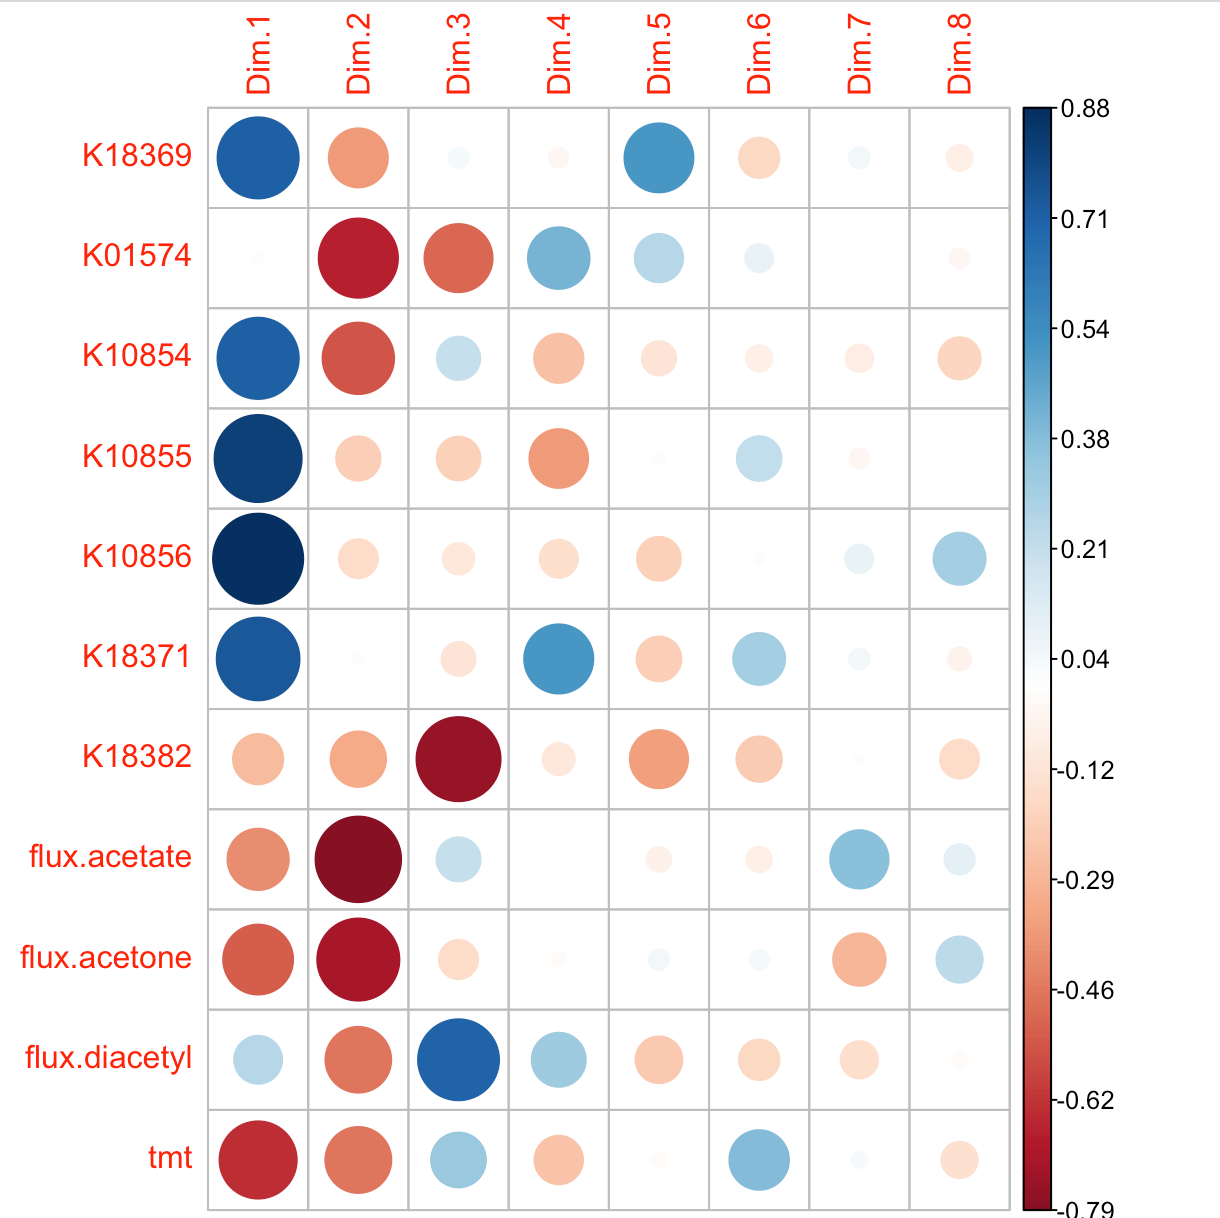 Dim.1 Dim.2 Dim.3 Dim.4 Dim.5 Dim.6 Dim.7 Dim.8
K18369
K01574
K10854
K10855
K10856
K18371
K18382
flux.acetate
flux.acetone
flux.diacetyl
tmt
0.88
0.71
0.54
0.38
0.21
0.04
-0.12
-0.29
-0.46
-0.62
-0.79